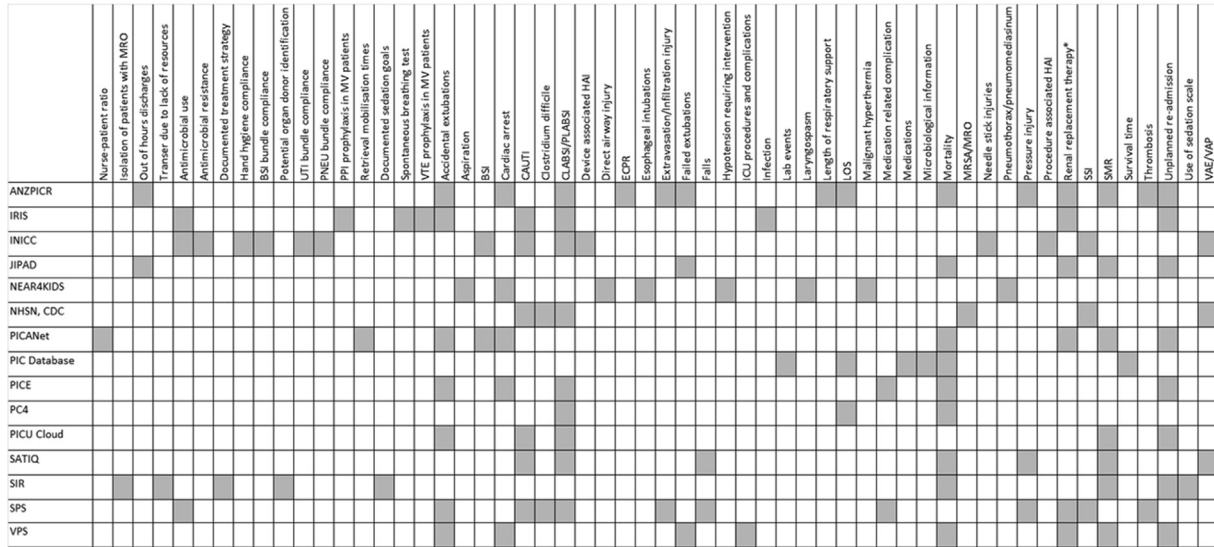 Nurse-patient ratio
Isolation of patients with MRO
Out of hours discharges
Transer due to lack of resources
Antimicrobial use
Antimicrobial resistance
Hand hygiene compliance
BSI bundle compliance
Documented treatment strategy
Potential organ donor identification
UTI bundle compliance
PNEU bundle compliance
PPI prophylaxis in MV patients
Retrieval mobilisation times
Documented sedation goals
Spontaneous breathing test
VTE prophylaxis in MV patients
Accidental extubations
Aspiration
BSI
Cardiac arrest
CAUTI
Clostridium difficile
CLABSI/PLABSI
Device associated HAI
Direct airway injury
ECPR
Esophageal intubations
Extravasation/Infiltration injury
Failed extubations
Falls
Hypotension requiring intervention
ICU procedures and complications
Infection
Lab events
Laryngospasm
Length of respiratory support
LOS
Malignant hyperthermia
Medication related complication
Medications
Microbiological information
Mortality
MRSA/MRO
Needle stick injuries
Pneumothorax/pneumomediasinum
Pressure injury
Procedure associated HAI
Renal replacement therapy*
SSI
SMR
Survival time
Thrombosis
Unplanned re-admission
Use of sedation scale
VAE/VAP
ANZPICR
IRIS
INICC
JIPAD
NEAR4KIDS
NHSN, CDC
PICANet
PIC Database
PICE
PC4
PICU Cloud
SATIQ
SIR
SPS
VPS